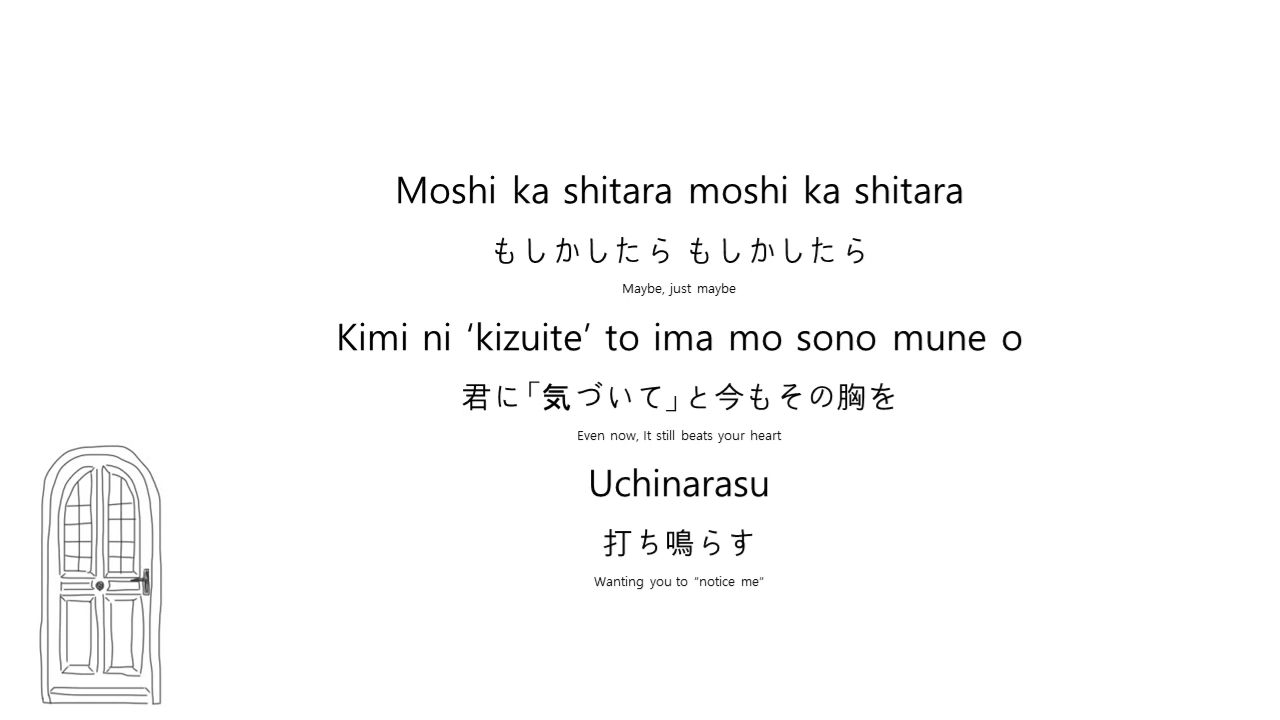 Moshi ka shitara moshi ka shitara
もしかしたら もしかしたら
Maybe, just maybe
Kimi ni ‘kizuite’ to ima mo sono mune o
君に「気づいて」と今もその胸を
Even now, It still beats your heart
Uchinarasu
打ち鳴らす
Wanting you to “notice me”